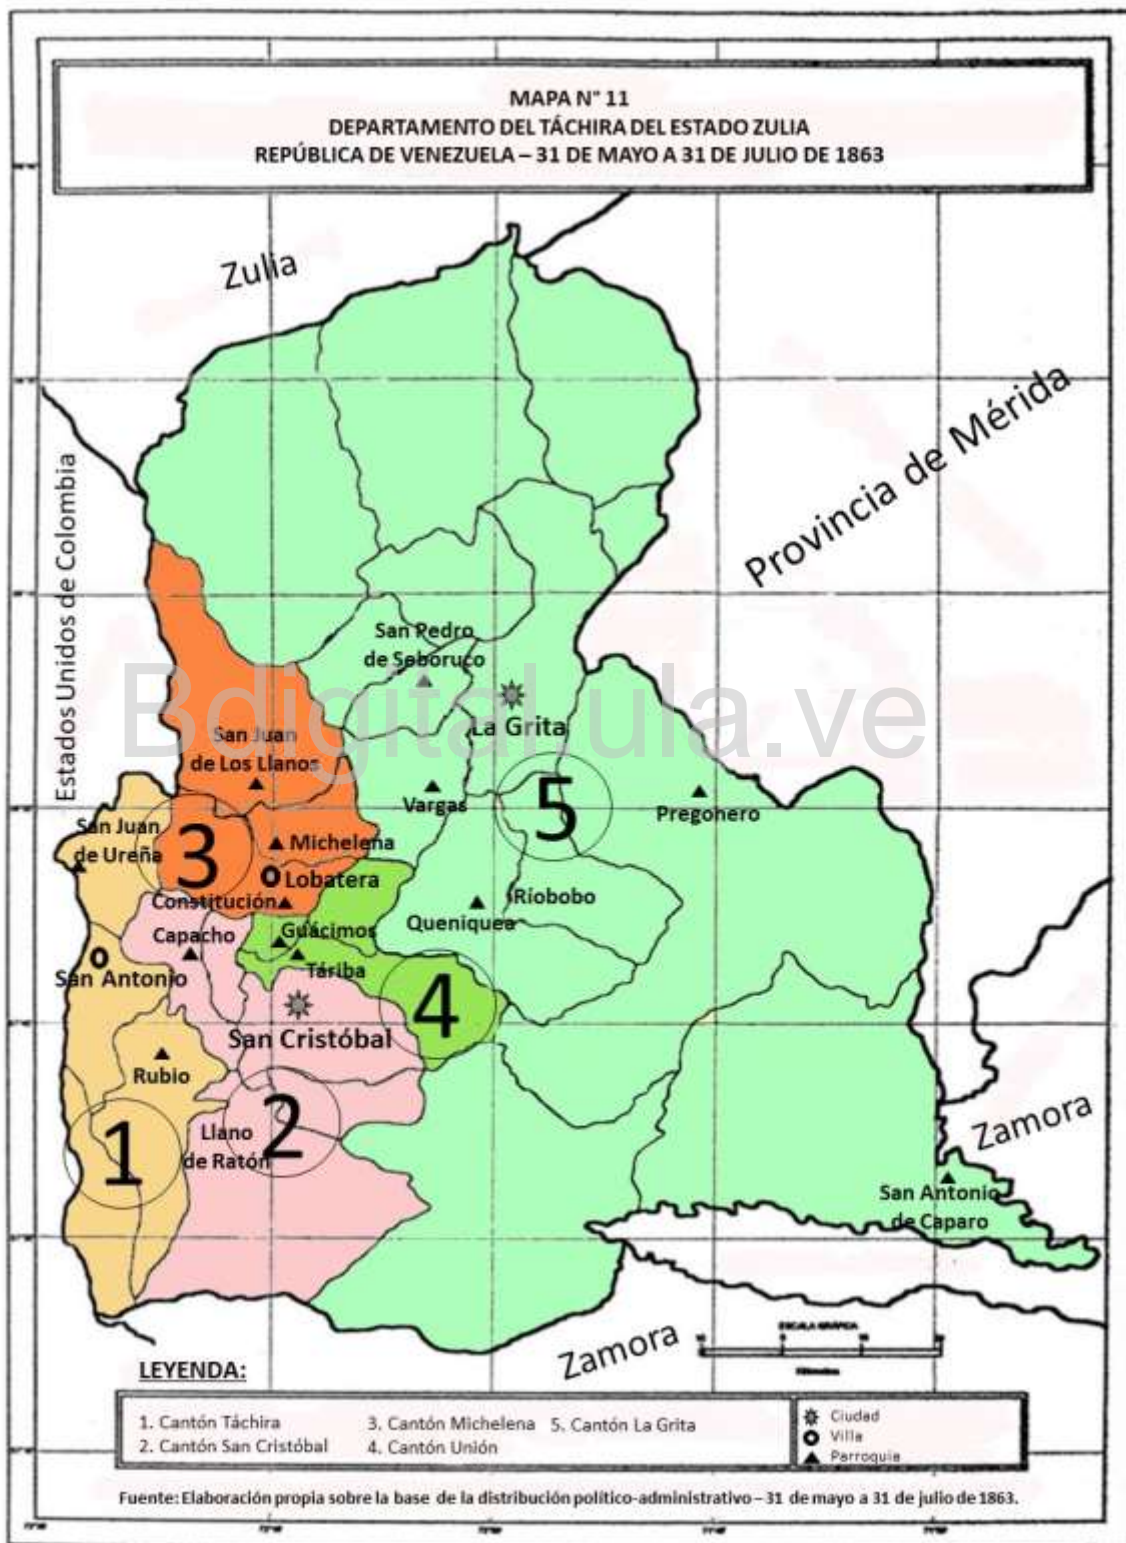 MAPA N° 11
DEPARTAMENTO DEL TÁCHIRA DEL ESTADO ZULIA
REPÚBLICA DE VENEZUELA – 31 DE MAYO A 31 DE JULIO DE 1863
Zulia
Provincia de Mérida
Estados Unidos de Colombia
San Pedro
de Seboruco
La Grita
Bdigital.ula.ve
San Juan
de Los Llanos
Vargas
5
Pregonero
San Juan
de Ureña
3
Michelena
Lobatera
Constitución
Ríobobo
Queniquea
Capacho
Guácimos
Táriba
San Antonio
4
San Cristóbal
Rubio
2
Llano
de Ratón
1
Zamora
San Antonio
de Caparo
Zamora
ESCALA GRÁFICA
LEYENDA:
1. Cantón Táchira
2. Cantón San Cristóbal
3. Cantón Michelena
4. Cantón Unión
5. Cantón La Grita
Ciudad
Villa
Parroquia
Fuente: Elaboración propia sobre la base de la distribución político-administrativo – 31 de mayo a 31 de julio de 1863.